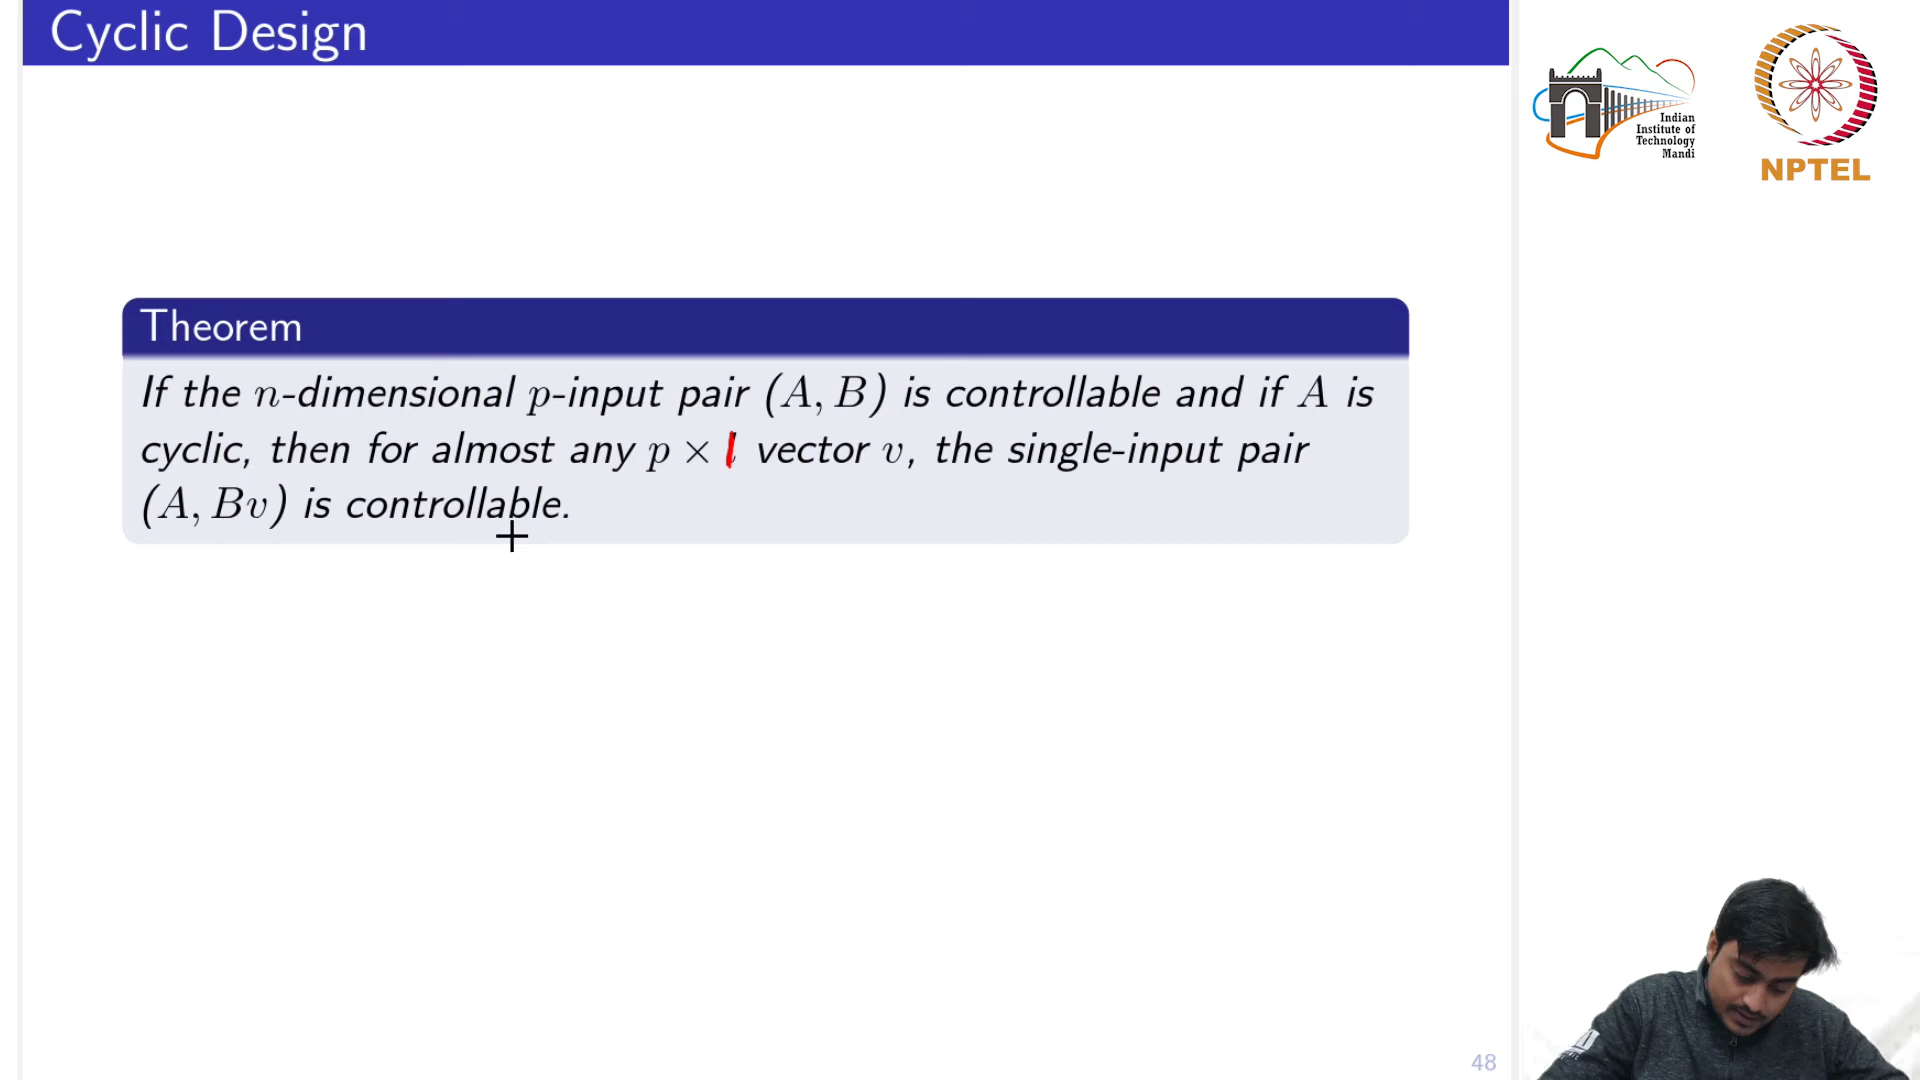 Cyclic Design
Indian
Institute of
Technology
Mandi
NPTEL
Theorem
If the n-dimensional p-input pair (A, B) is controllable and if A is
cyclic, then for almost any p × 1 vector v, the single-input pair
(A, Bv) is controllable.
48